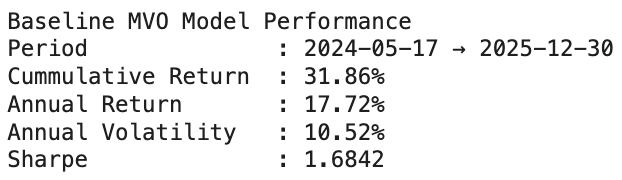 Baseline MVO Model Performance
Period : 2024-05-17 → 2025-12-30
Cummulative Return : 31.86%
Annual Return : 17.72%
Annual Volatility : 10.52%
Sharpe : 1.6842